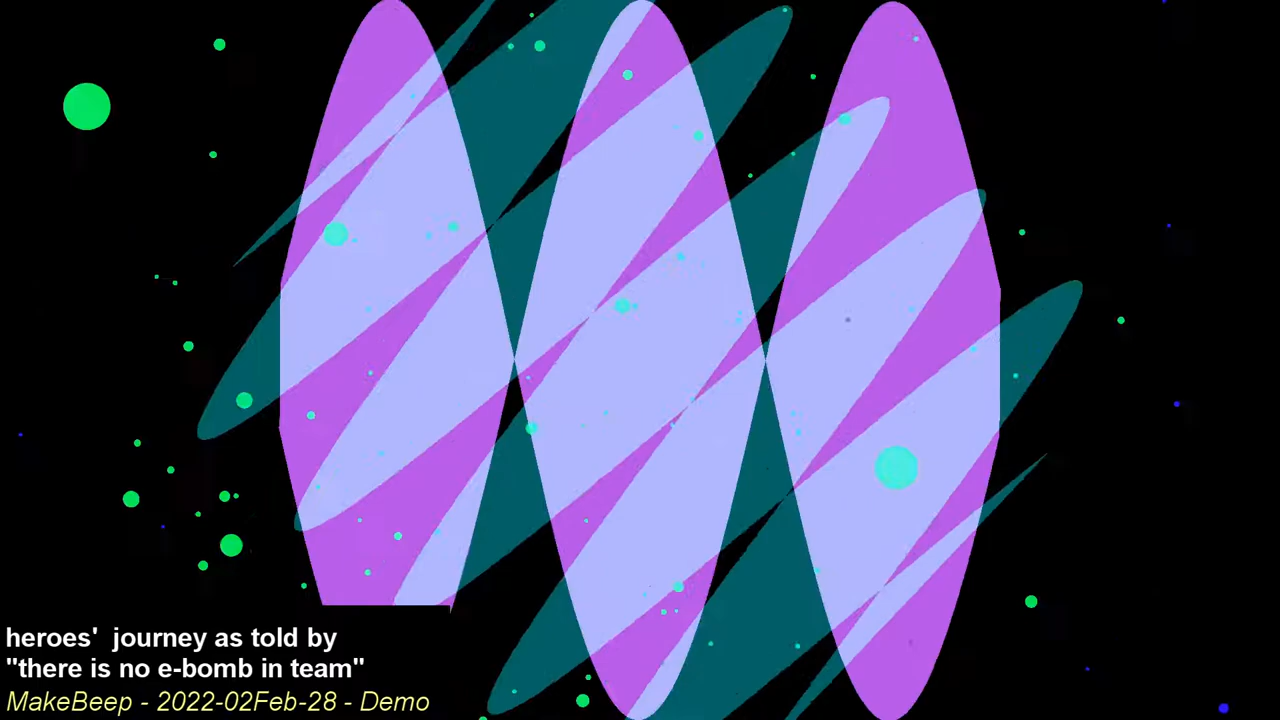 heroes'  journey as told by
"there is no e-bomb in team"
MakeBeep - 2022-02Feb-28 - Demo